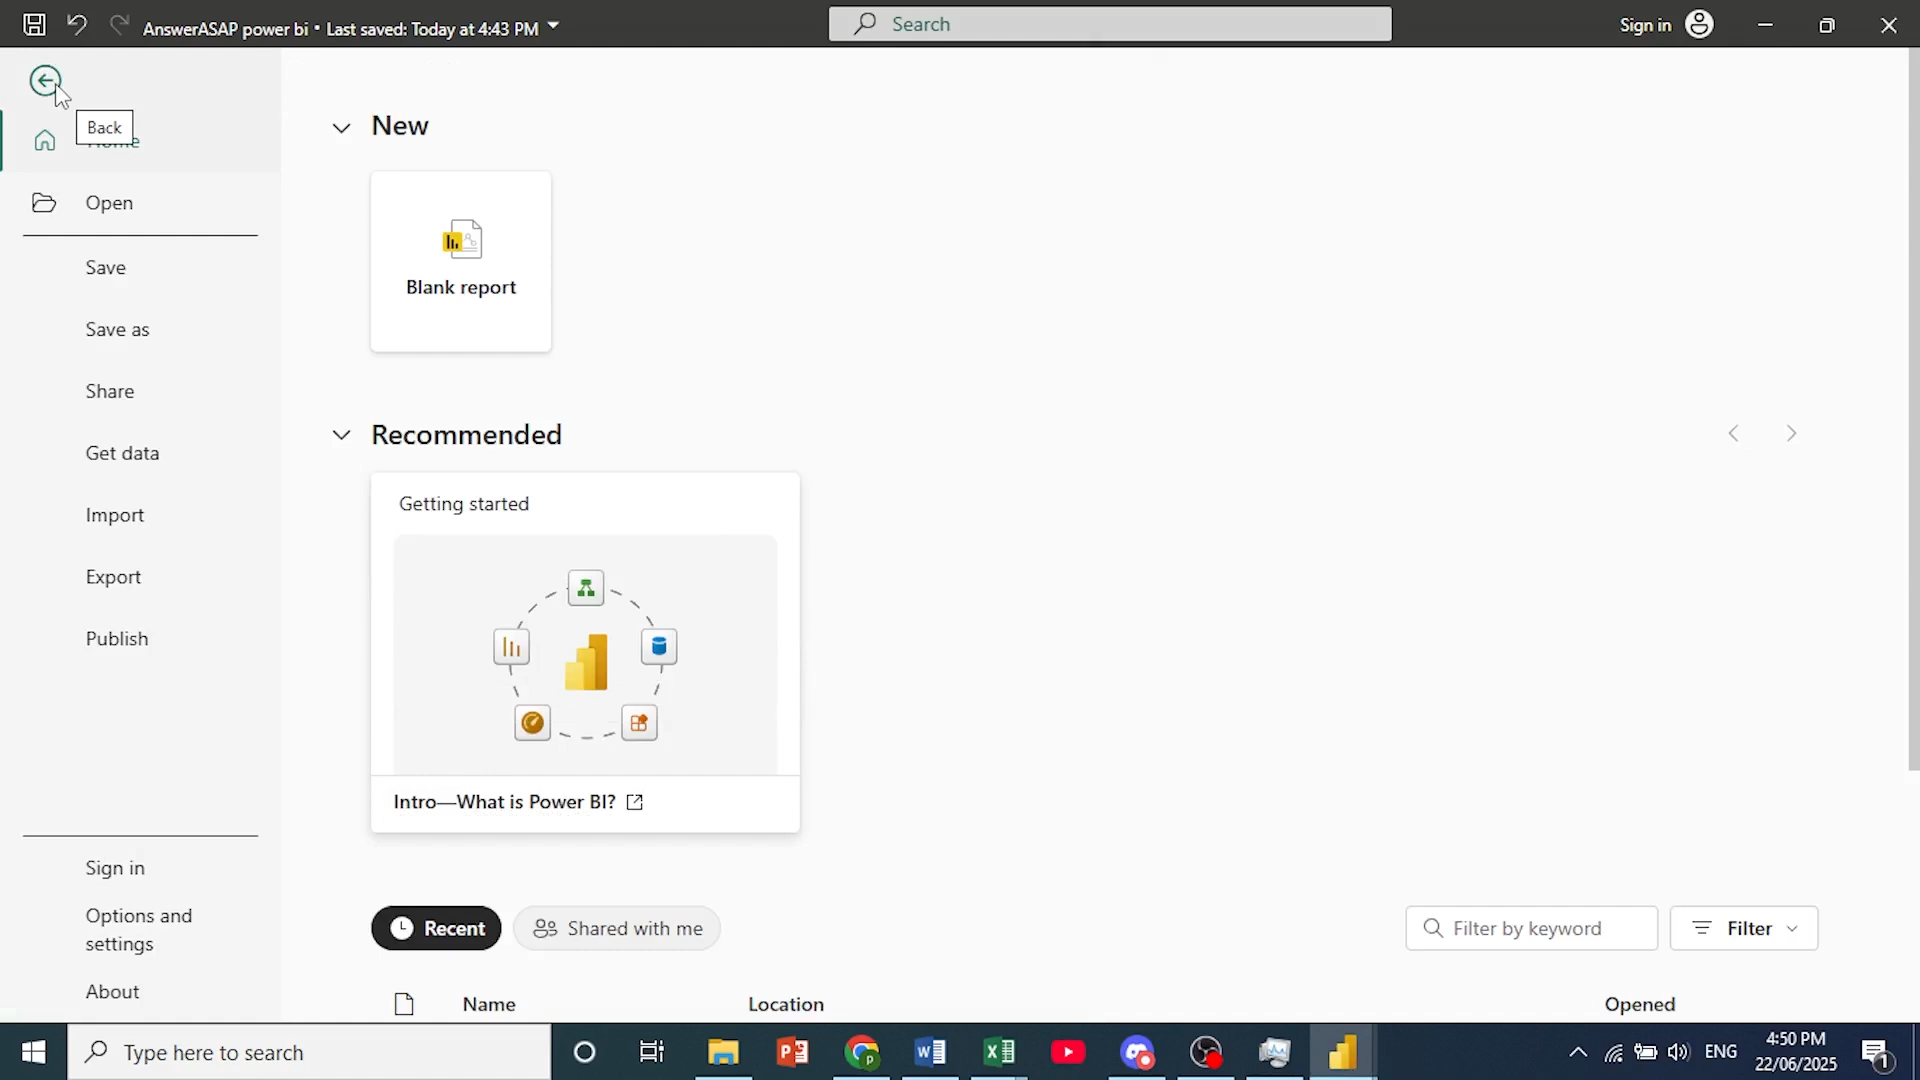 AnswerASAP power bi • Last saved: Today at 4:43 PM
Search
Sign in
Back
Open
Save
Save as
Share
Get data
Import
Export
Publish
Sign in
Options and
settings
About
New
Blank report
Recommended
Getting started
Intro—What is Power BI?
Recent
Shared with me
Filter by keyword
Filter
Name
Location
Opened
Type here to search
ENG
4:50 PM
22/06/2025
1